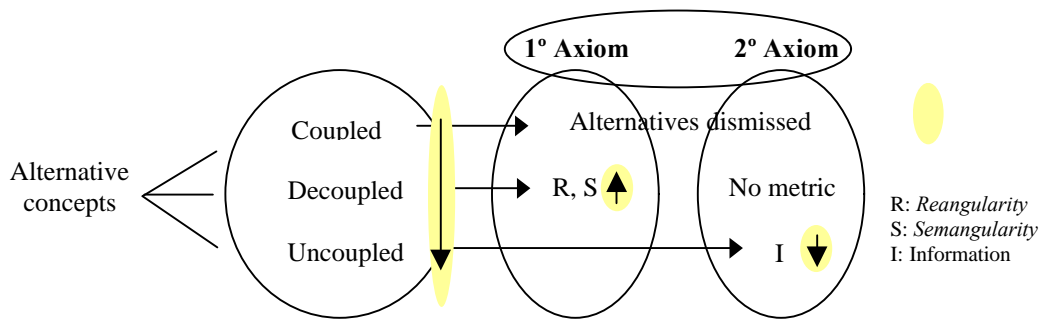 1º Axiom 2º Axiom
Coupled Alternatives dismissed
Alternative
concepts
Decoupled R, S No metric
Uncoupled I
R: Reangularity
S: Semangularity
I: Information